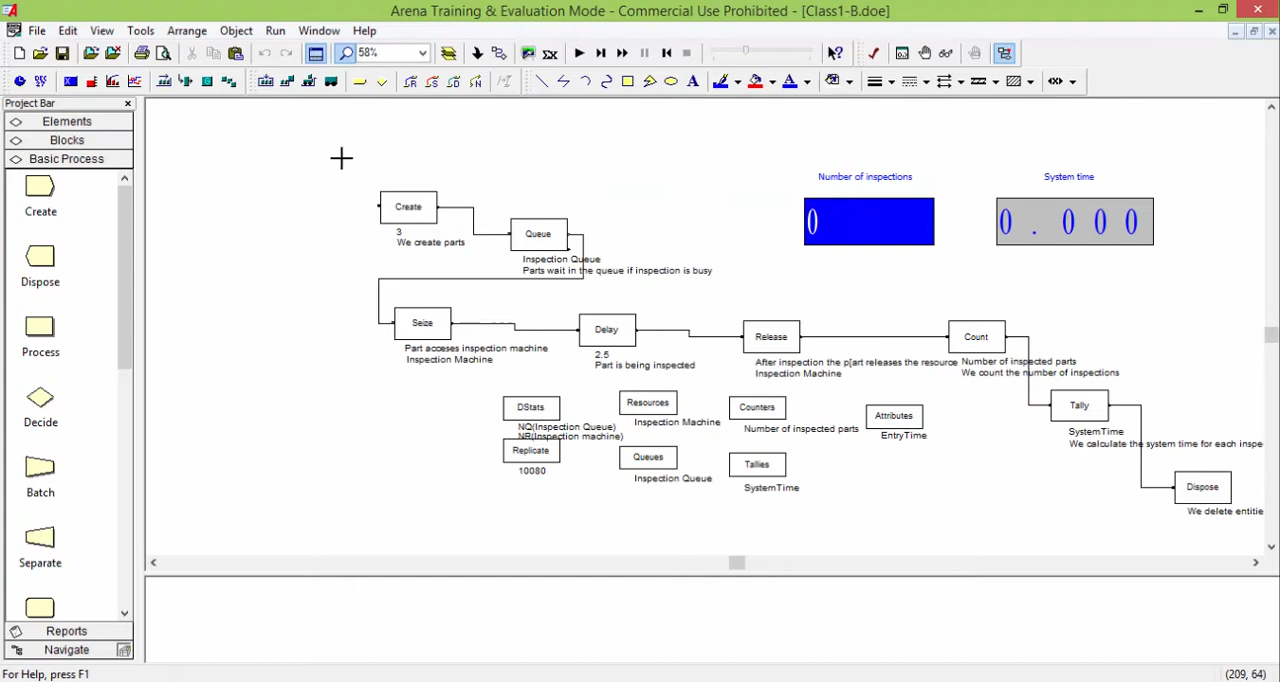 Arena Training & Evaluation Mode - Commercial Use Prohibited - [Class1-B.doe]
File Edit View Tools Arrange Object Run Window Help
58%
Project Bar
Elements
Blocks
Basic Process
Create
Dispose
Process
Decide
Batch
Separate
Reports
Navigate
Number of inspections
0
System time
0.000
Create
3
We create parts
Queue
Inspection Queue
Parts wait in the queue if inspection is busy
Seize
Part acceses inspection machine
Inspection Machine
Delay
2.5
Part is being inspected
Release
After inspection the p[art releases the resource
Inspection Machine
Count
Number of inspected parts
We count the number of inspections
Tally
SystemTime
We calculate the system time for each inspe
Dispose
We delete entitie
DStats
NQ(Inspection Queue)
NR(Inspection machine)
Replicate
10080
Resources
Inspection Machine
Queues
Inspection Queue
Counters
Number of inspected parts
Tallies
SystemTime
Attributes
EntryTime
For Help, press F1
(209, 64)